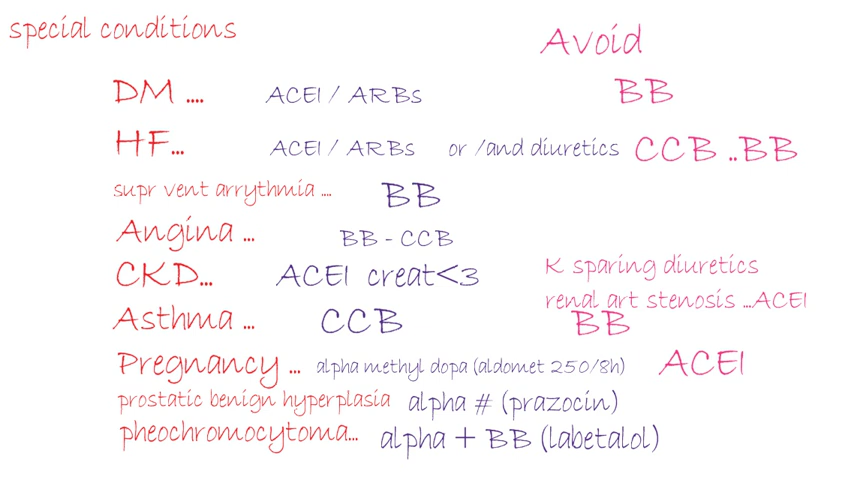 special conditions
Avoid
DM .... ACEI / ARBs BB
HF... ACEI / ARBs or /and diuretics CCB ..BB
supr vent arrythmia .... BB
Angina ... BB - CCB
CKD... ACEI creat<3 K sparing diuretics
renal art stenosis ...ACEI
Asthma ... CCB BB
Pregnancy ... alpha methyl dopa (aldomet 250/8h) ACEI
prostatic benign hyperplasia alpha # (prazocin)
pheochromocytoma... alpha + BB (labetalol)